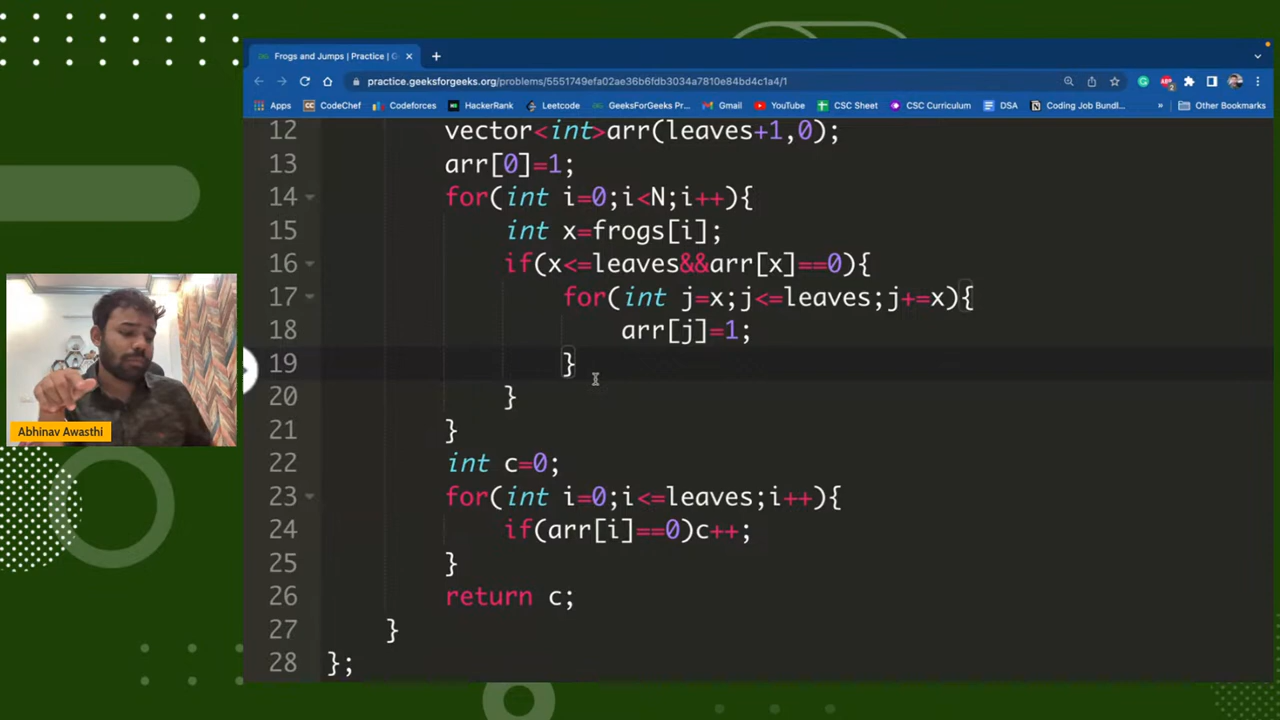 Frogs and Jumps | Practice | G
practice.geeksforgeeks.org/problems/5551749efa02ae36b6fdb3034a7810e84bd4c1a4/1
Apps CC CodeChef Codeforces HackerRank Leetcode GeeksForGeeks Pr... Gmail YouTube CSC Sheet CSC Curriculum DSA Coding Job Bundl... » Other Bookmarks
12 vector<int>arr(leaves+1,0);
13 arr[0]=1;
14 for(int i=0;i<N;i++){
15 int x=frogs[i];
16 if(x<=leaves&&arr[x]==0){
17 for(int j=x;j<=leaves;j+=x){
18 arr[j]=1;
19 }
20 }
21 }
22 int c=0;
23 for(int i=0;i<=leaves;i++){
24 if(arr[i]==0)c++;
25 }
26 return c;
27 }
28 };
Abhinav Awasthi